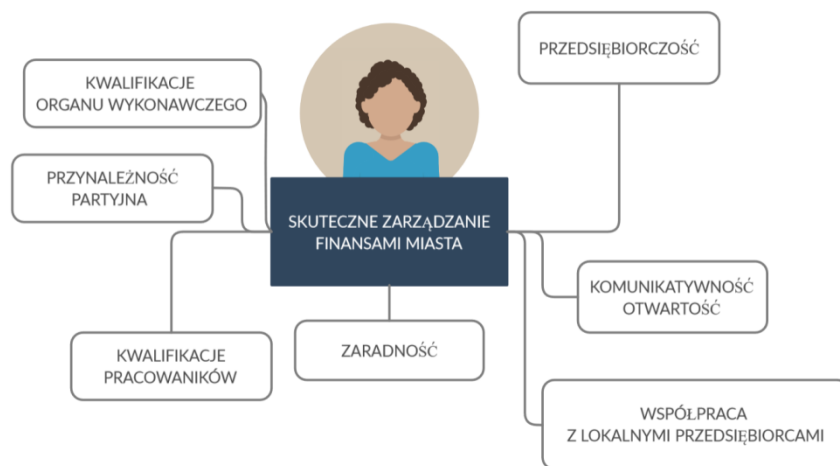 KWALIFIKACJE
ORGANU WYKONAWCZEGO
PRZYNALEŻNOŚĆ
PARTYJNA
KWALIFIKACJE
PRACOWANIKÓW
SKUTECZNE ZARZĄDZANIE
FINANSAMI MIASTA
ZARADNOŚĆ
PRZEDSIĘBIORCZOŚĆ
KOMUNIKATYWNOŚĆ
OTWARTOŚĆ
WSPÓŁPRACA
Z LOKALNYMI PRZEDSIĘBIORCAMI